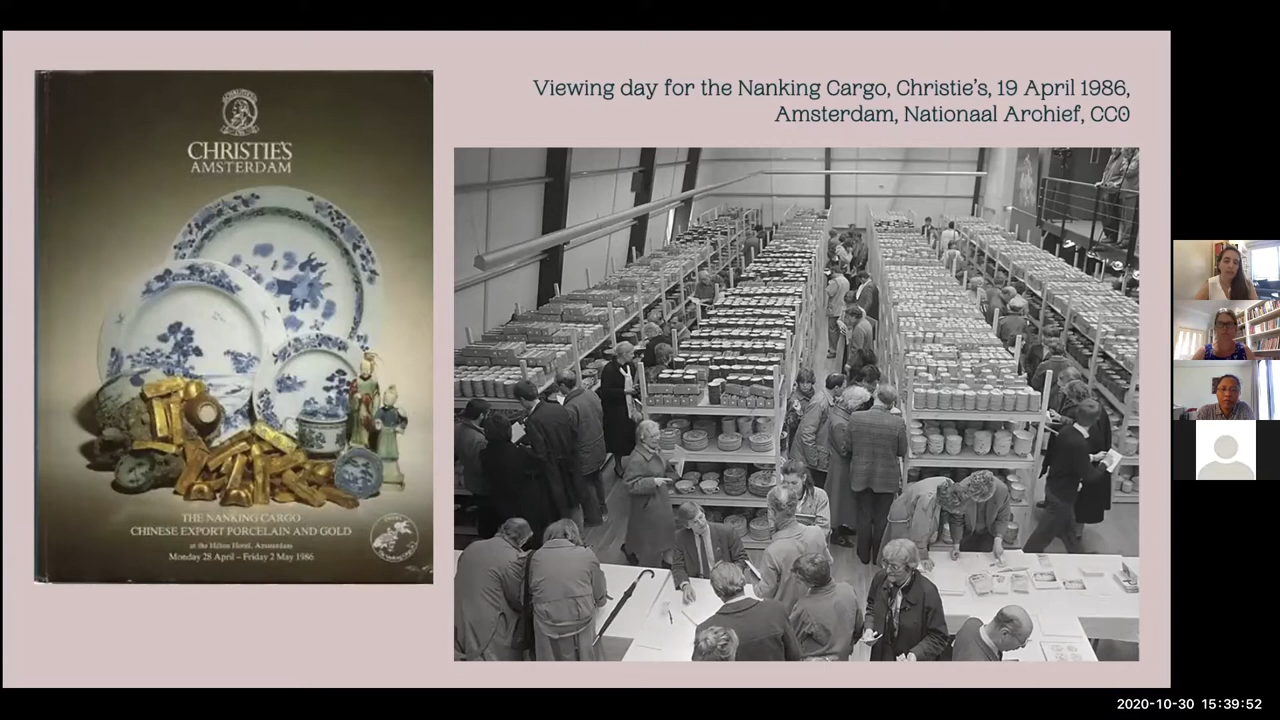 CHRISTIE'S
AMSTERDAM
THE NANKING CARGO
CHINESE EXPORT PORCELAIN AND GOLD
at the Hilton Hotel, Amsterdam
Monday 28 April – Friday 2 May 1986
Viewing day for the Nanking Cargo, Christie's, 19 April 1986,
Amsterdam, Nationaal Archief, CC0
2020-10-30 15:39:52